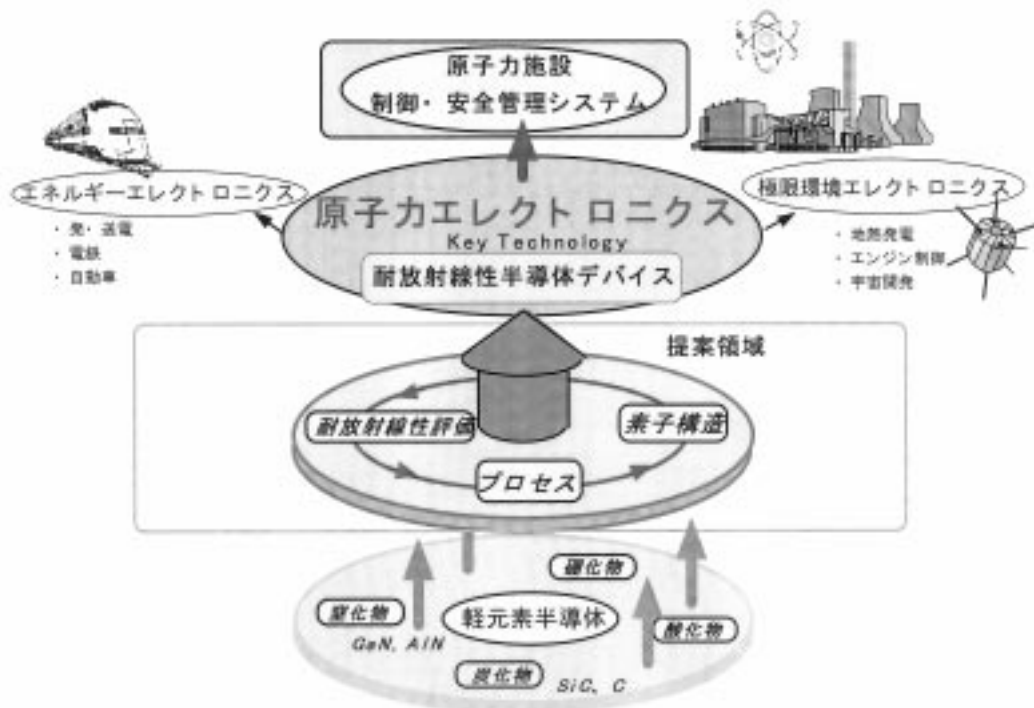 原子力施設
制御・安全管理システム
エネルギーエレクトロニクス
・発・送電
・電鉄
・自動車
原子力エレクトロニクス
Key Technology
耐放射線性半導体デバイス
極限環境エレクトロニクス
・地熱発電
・エンジン制御
・宇宙開発
提案領域
耐放射線性評価
素子構造
プロセス
硼化物
窒化物
GaN, AlN
軽元素半導体
酸化物
炭化物
SiC, C